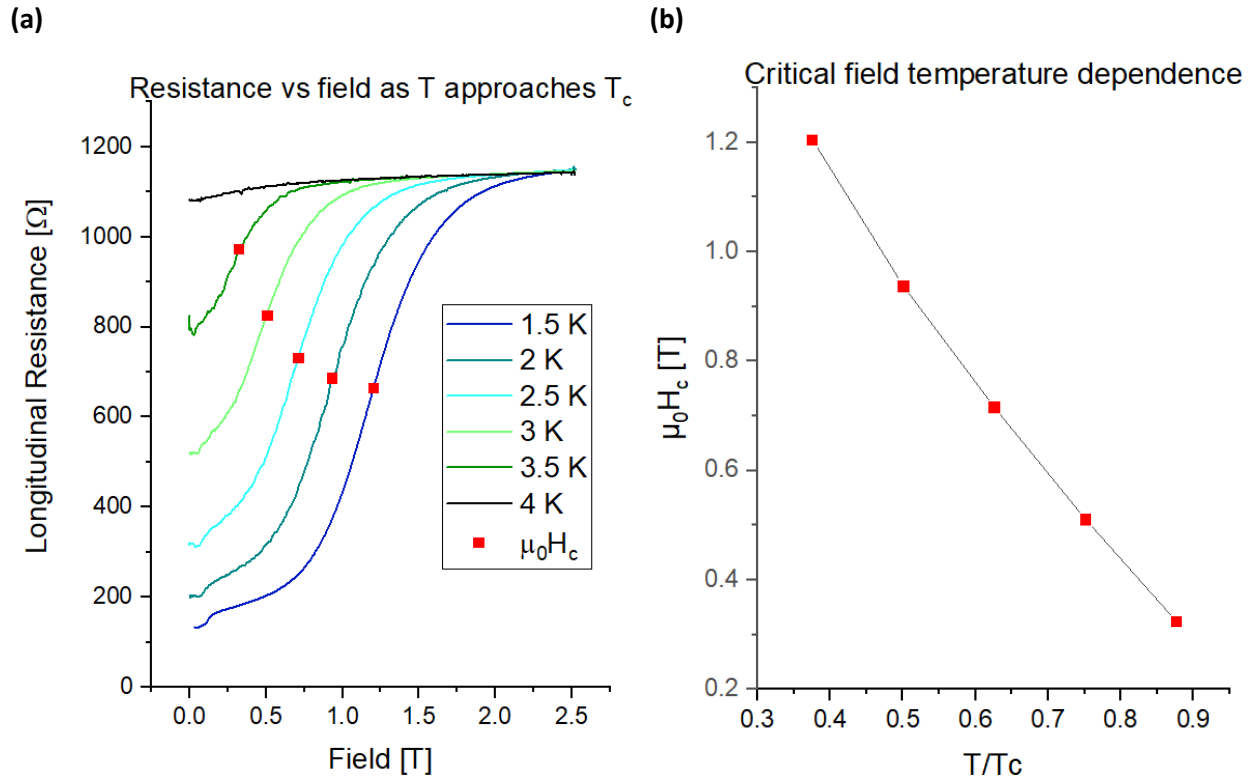 (a)
Resistance vs field as T approaches T_c
1200
1000
800
600
400
200
0
Longitudinal Resistance [Ω]
0.0 0.5 1.0 1.5 2.0 2.5
Field [T]
1.5 K
2 K
2.5 K
3 K
3.5 K
4 K
μ₀H_c
(b)
Critical field temperature dependence
1.2
1.0
0.8
0.6
0.4
0.2
μ₀H_c [T]
0.3 0.4 0.5 0.6 0.7 0.8 0.9
T/Tc